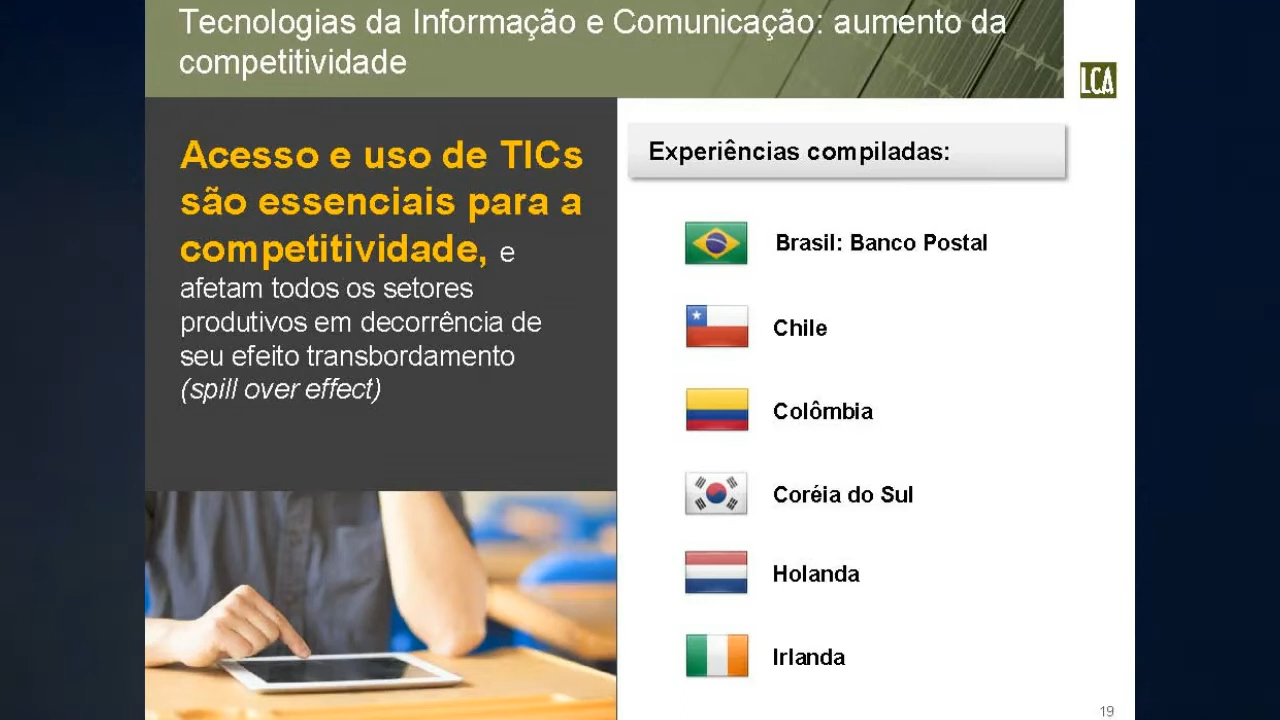 Tecnologias da Informação e Comunicação: aumento da
competitividade
LCA
Acesso e uso de TICs
são essenciais para a
competitividade, e
afetam todos os setores
produtivos em decorrência de
seu efeito transbordamento
(spill over effect)
Experiências compiladas:
Brasil: Banco Postal
Chile
Colômbia
Coréia do Sul
Holanda
Irlanda
19